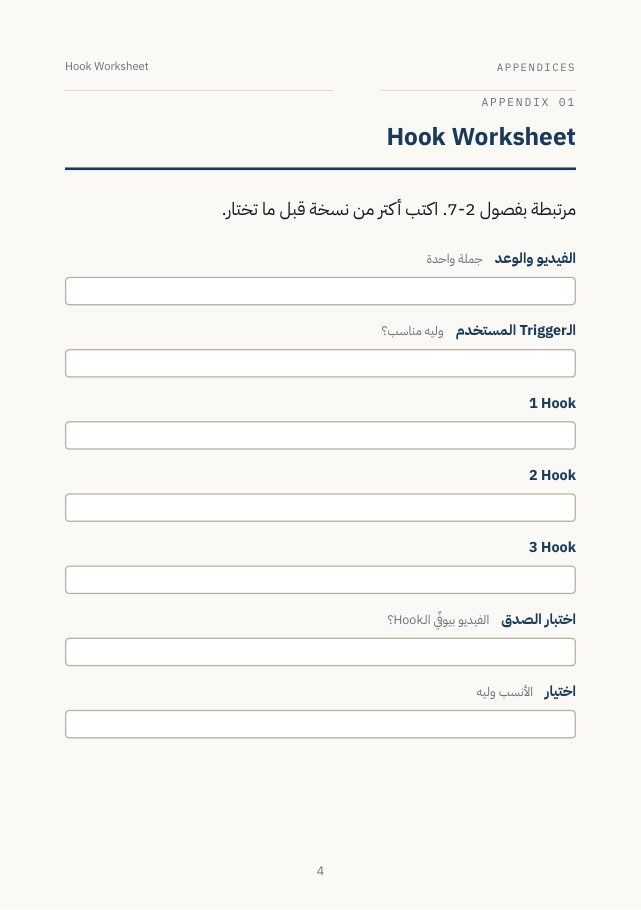 APPENDICES
Hook Worksheet
APPENDIX 01
Hook Worksheet
مرتبطة بفصول 2-7. اكتب أكتر من نسخة قبل ما تختار.
الفيديو والوعد جملة واحدة
الـTrigger المستخدم وليه مناسب؟
Hook 1
Hook 2
Hook 3
اختبار الصدق الفيديو بيوفّي الـHook؟
اختيار الأنسب وليه
4